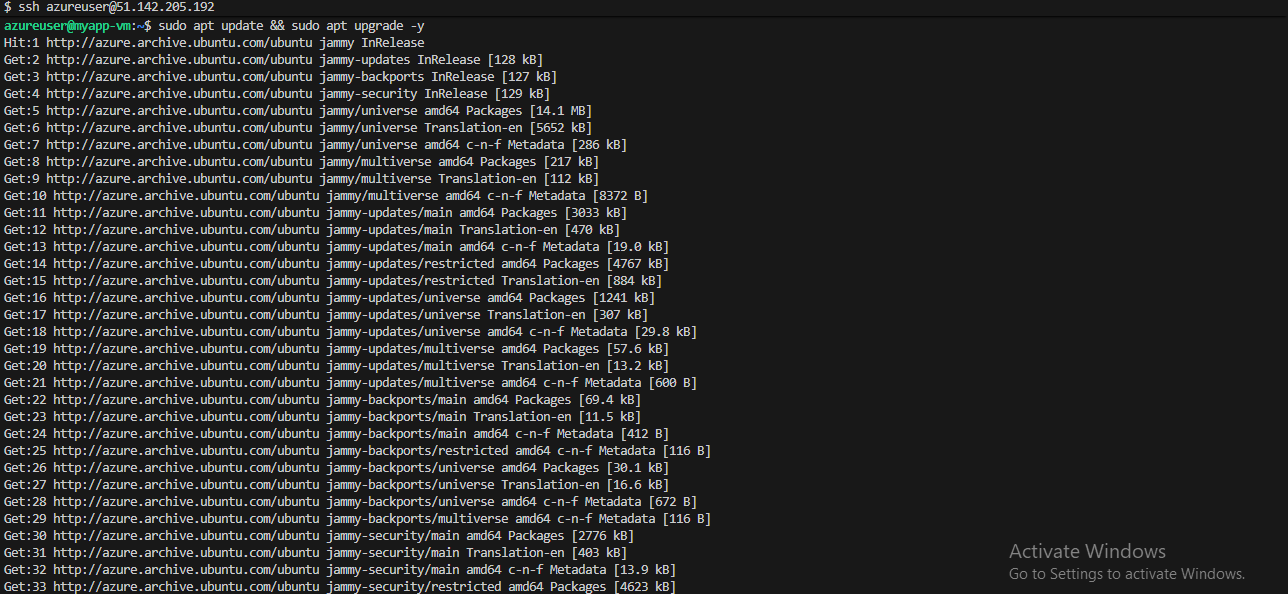 $ ssh azureuser@51.142.205.192
azureuser@myapp-vm:~$ sudo apt update && sudo apt upgrade -y
Hit:1 http://azure.archive.ubuntu.com/ubuntu jammy InRelease
Get:2 http://azure.archive.ubuntu.com/ubuntu jammy-updates InRelease [128 kB]
Get:3 http://azure.archive.ubuntu.com/ubuntu jammy-backports InRelease [127 kB]
Get:4 http://azure.archive.ubuntu.com/ubuntu jammy-security InRelease [129 kB]
Get:5 http://azure.archive.ubuntu.com/ubuntu jammy/universe amd64 Packages [14.1 MB]
Get:6 http://azure.archive.ubuntu.com/ubuntu jammy/universe Translation-en [5652 kB]
Get:7 http://azure.archive.ubuntu.com/ubuntu jammy/universe amd64 c-n-f Metadata [286 kB]
Get:8 http://azure.archive.ubuntu.com/ubuntu jammy/multiverse amd64 Packages [217 kB]
Get:9 http://azure.archive.ubuntu.com/ubuntu jammy/multiverse Translation-en [112 kB]
Get:10 http://azure.archive.ubuntu.com/ubuntu jammy/multiverse amd64 c-n-f Metadata [8372 B]
Get:11 http://azure.archive.ubuntu.com/ubuntu jammy-updates/main amd64 Packages [3033 kB]
Get:12 http://azure.archive.ubuntu.com/ubuntu jammy-updates/main Translation-en [470 kB]
Get:13 http://azure.archive.ubuntu.com/ubuntu jammy-updates/main amd64 c-n-f Metadata [19.0 kB]
Get:14 http://azure.archive.ubuntu.com/ubuntu jammy-updates/restricted amd64 Packages [4767 kB]
Get:15 http://azure.archive.ubuntu.com/ubuntu jammy-updates/restricted Translation-en [884 kB]
Get:16 http://azure.archive.ubuntu.com/ubuntu jammy-updates/universe amd64 Packages [1241 kB]
Get:17 http://azure.archive.ubuntu.com/ubuntu jammy-updates/universe Translation-en [307 kB]
Get:18 http://azure.archive.ubuntu.com/ubuntu jammy-updates/universe amd64 c-n-f Metadata [29.8 kB]
Get:19 http://azure.archive.ubuntu.com/ubuntu jammy-updates/multiverse amd64 Packages [57.6 kB]
Get:20 http://azure.archive.ubuntu.com/ubuntu jammy-updates/multiverse Translation-en [13.2 kB]
Get:21 http://azure.archive.ubuntu.com/ubuntu jammy-updates/multiverse amd64 c-n-f Metadata [600 B]
Get:22 http://azure.archive.ubuntu.com/ubuntu jammy-backports/main amd64 Packages [69.4 kB]
Get:23 http://azure.archive.ubuntu.com/ubuntu jammy-backports/main Translation-en [11.5 kB]
Get:24 http://azure.archive.ubuntu.com/ubuntu jammy-backports/main amd64 c-n-f Metadata [412 B]
Get:25 http://azure.archive.ubuntu.com/ubuntu jammy-backports/restricted amd64 c-n-f Metadata [116 B]
Get:26 http://azure.archive.ubuntu.com/ubuntu jammy-backports/universe amd64 Packages [30.1 kB]
Get:27 http://azure.archive.ubuntu.com/ubuntu jammy-backports/universe Translation-en [16.6 kB]
Get:28 http://azure.archive.ubuntu.com/ubuntu jammy-backports/universe amd64 c-n-f Metadata [672 B]
Get:29 http://azure.archive.ubuntu.com/ubuntu jammy-backports/multiverse amd64 c-n-f Metadata [116 B]
Get:30 http://azure.archive.ubuntu.com/ubuntu jammy-security/main amd64 Packages [2776 kB]
Get:31 http://azure.archive.ubuntu.com/ubuntu jammy-security/main Translation-en [403 kB]
Get:32 http://azure.archive.ubuntu.com/ubuntu jammy-security/main amd64 c-n-f Metadata [13.9 kB]
Get:33 http://azure.archive.ubuntu.com/ubuntu jammy-security/restricted amd64 Packages [4623 kB]
Activate Windows
Go to Settings to activate Windows.